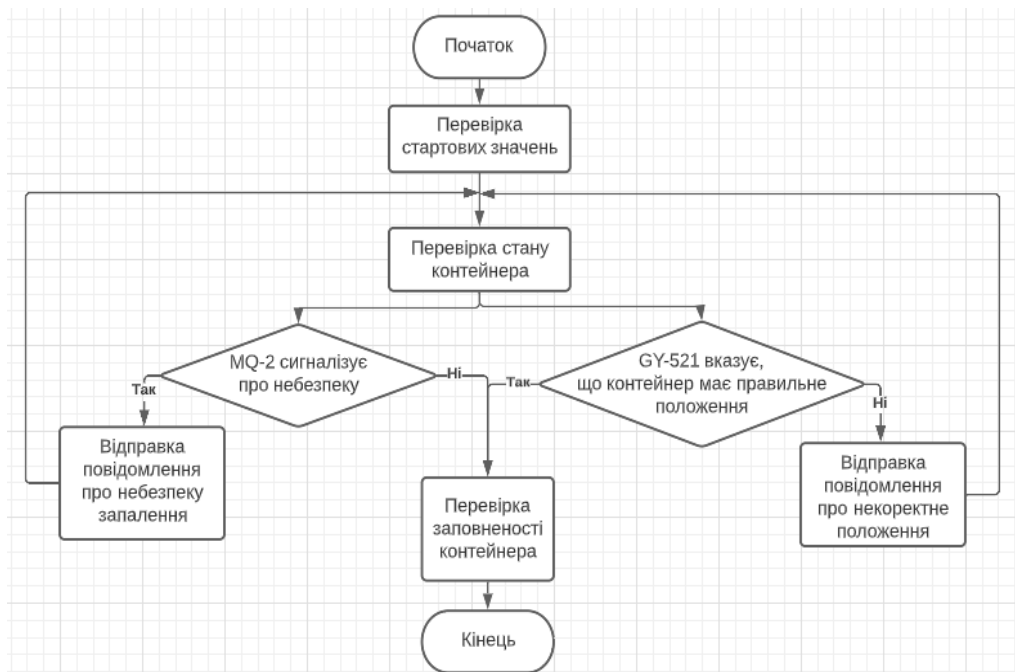 Початок
Перевірка
стартових значень
Перевірка стану
контейнера
MQ-2 сигналізує
про небезпеку
Так
Ні
GY-521 вказує,
що контейнер має правильне
положення
Так
Ні
Відправка
повідомлення
про небезпеку
запалення
Перевірка
заповненості
контейнера
Відправка
повідомлення
про некоректне
положення
Кінець